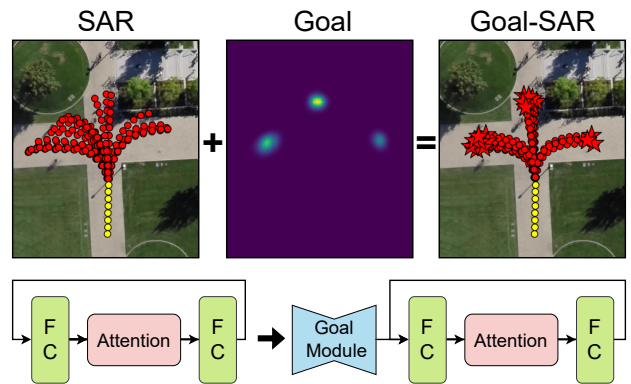 SAR
Goal
Goal-SAR
+
=
F
C
Attention
F
C
Goal
Module
F
C
Attention
F
C